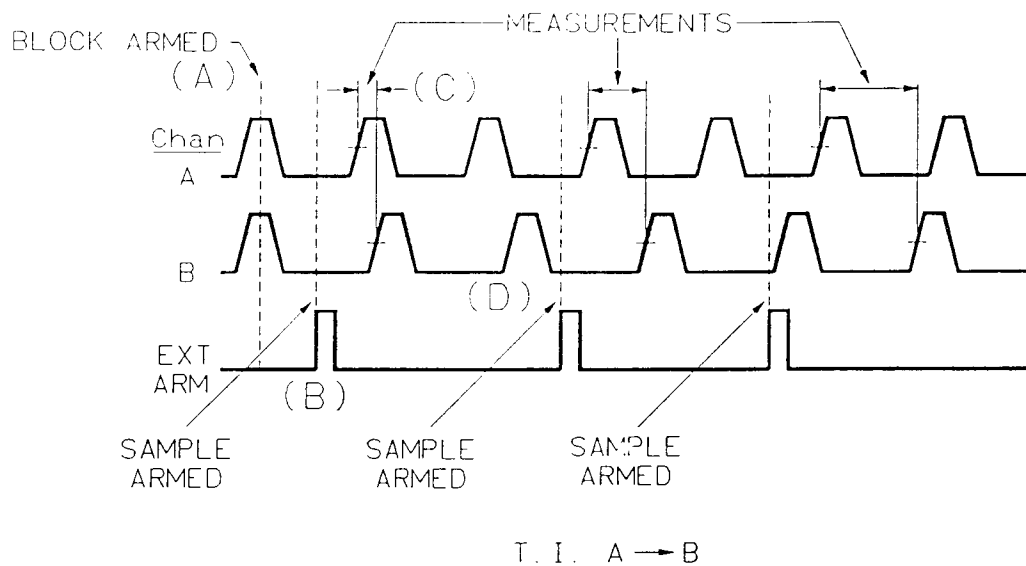 MEASUREMENTS
BLOCK ARMED
(A)
(C)
Chan
A
B
(D)
EXT
ARM
(B)
SAMPLE
ARMED
SAMPLE
ARMED
SAMPLE
ARMED
T. I. A → B